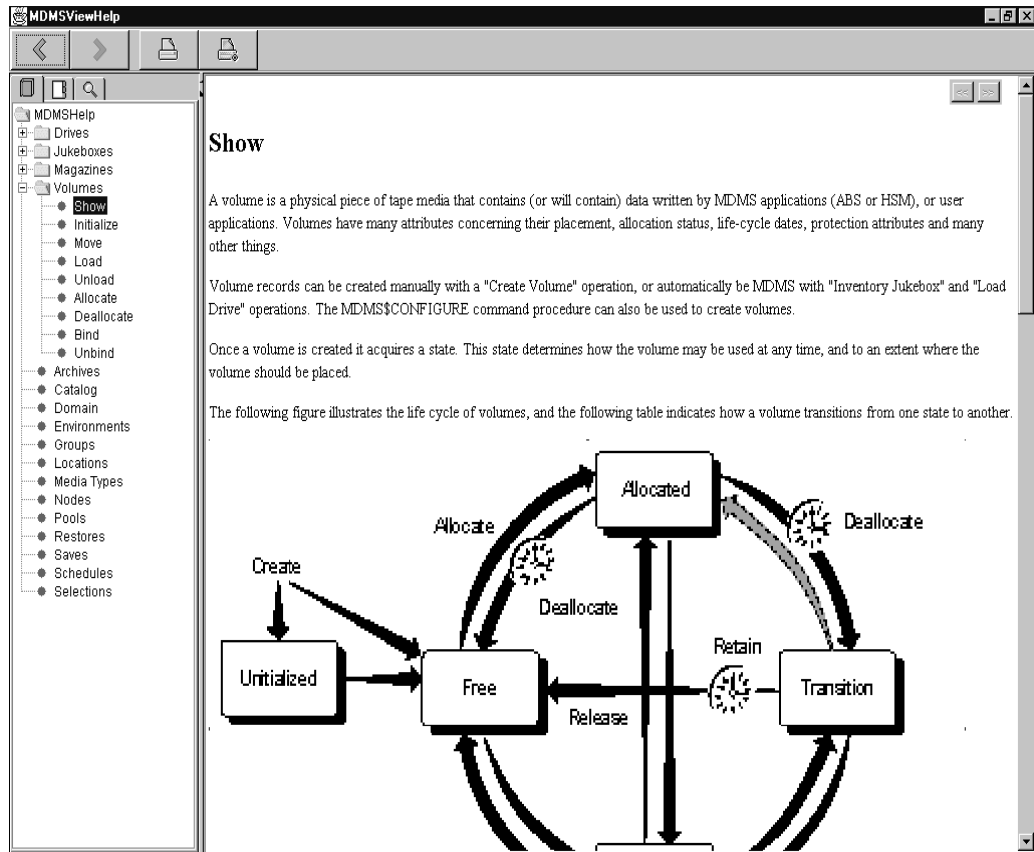 MDMSViewHelp
MDMSHelp
Drives
Jukeboxes
Magazines
Volumes
Show
Initialize
Move
Load
Unload
Allocate
Deallocate
Bind
Unbind
Archives
Catalog
Domain
Environments
Groups
Locations
Media Types
Nodes
Pools
Restores
Saves
Schedules
Selections
<< >>
Show
A volume is a physical piece of tape media that contains (or will contain) data written by MDMS applications (ABS or HSM), or user
applications. Volumes have many attributes concerning their placement, allocation status, life-cycle dates, protection attributes and many
other things.
Volume records can be created manually with a "Create Volume" operation, or automatically be MDMS with "Inventory Jukebox" and "Load
Drive" operations. The MDMS$CONFIGURE command procedure can also be used to create volumes.
Once a volume is created it acquires a state. This state determines how the volume may be used at any time, and to an extent where the
volume should be placed.
The following figure illustrates the life cycle of volumes, and the following table indicates how a volume transitions from one state to another.
Allocated
Allocate
Deallocate
Create
Deallocate
Retain
Unitialized
Free
Transition
Release